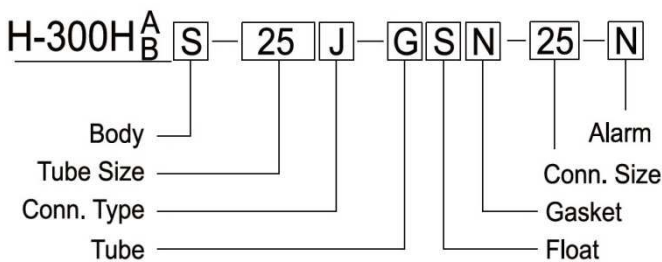 H-300H A/B S - 25 J - G S N - 25 - N
Body
Alarm
Tube Size
Conn. Size
Conn. Type
Gasket
Tube
Float